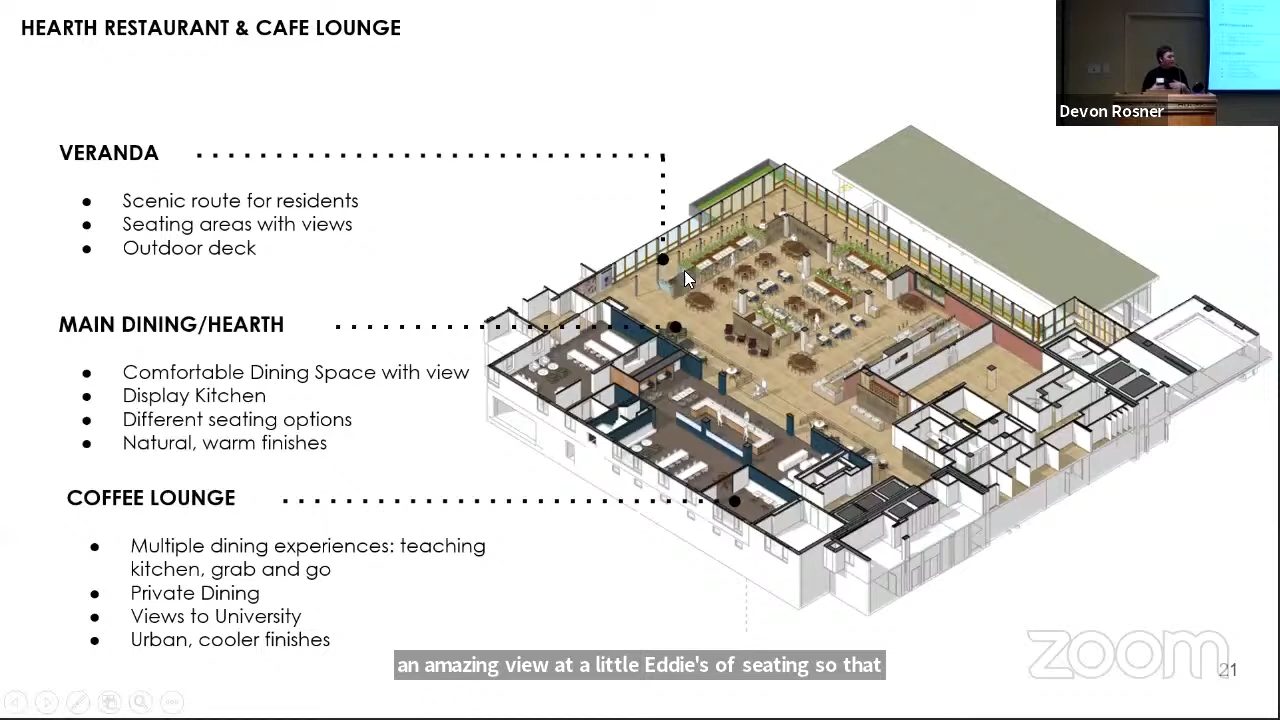 HEARTH RESTAURANT & CAFE LOUNGE
Devon Rosner
VERANDA
● Scenic route for residents
● Seating areas with views
● Outdoor deck
MAIN DINING/HEARTH
● Comfortable Dining Space with view
● Display Kitchen
● Different seating options
● Natural, warm finishes
COFFEE LOUNGE
● Multiple dining experiences: teaching
kitchen, grab and go
● Private Dining
● Views to University
● Urban, cooler finishes
an amazing view at a little Eddie's of seating so that
zoom
21